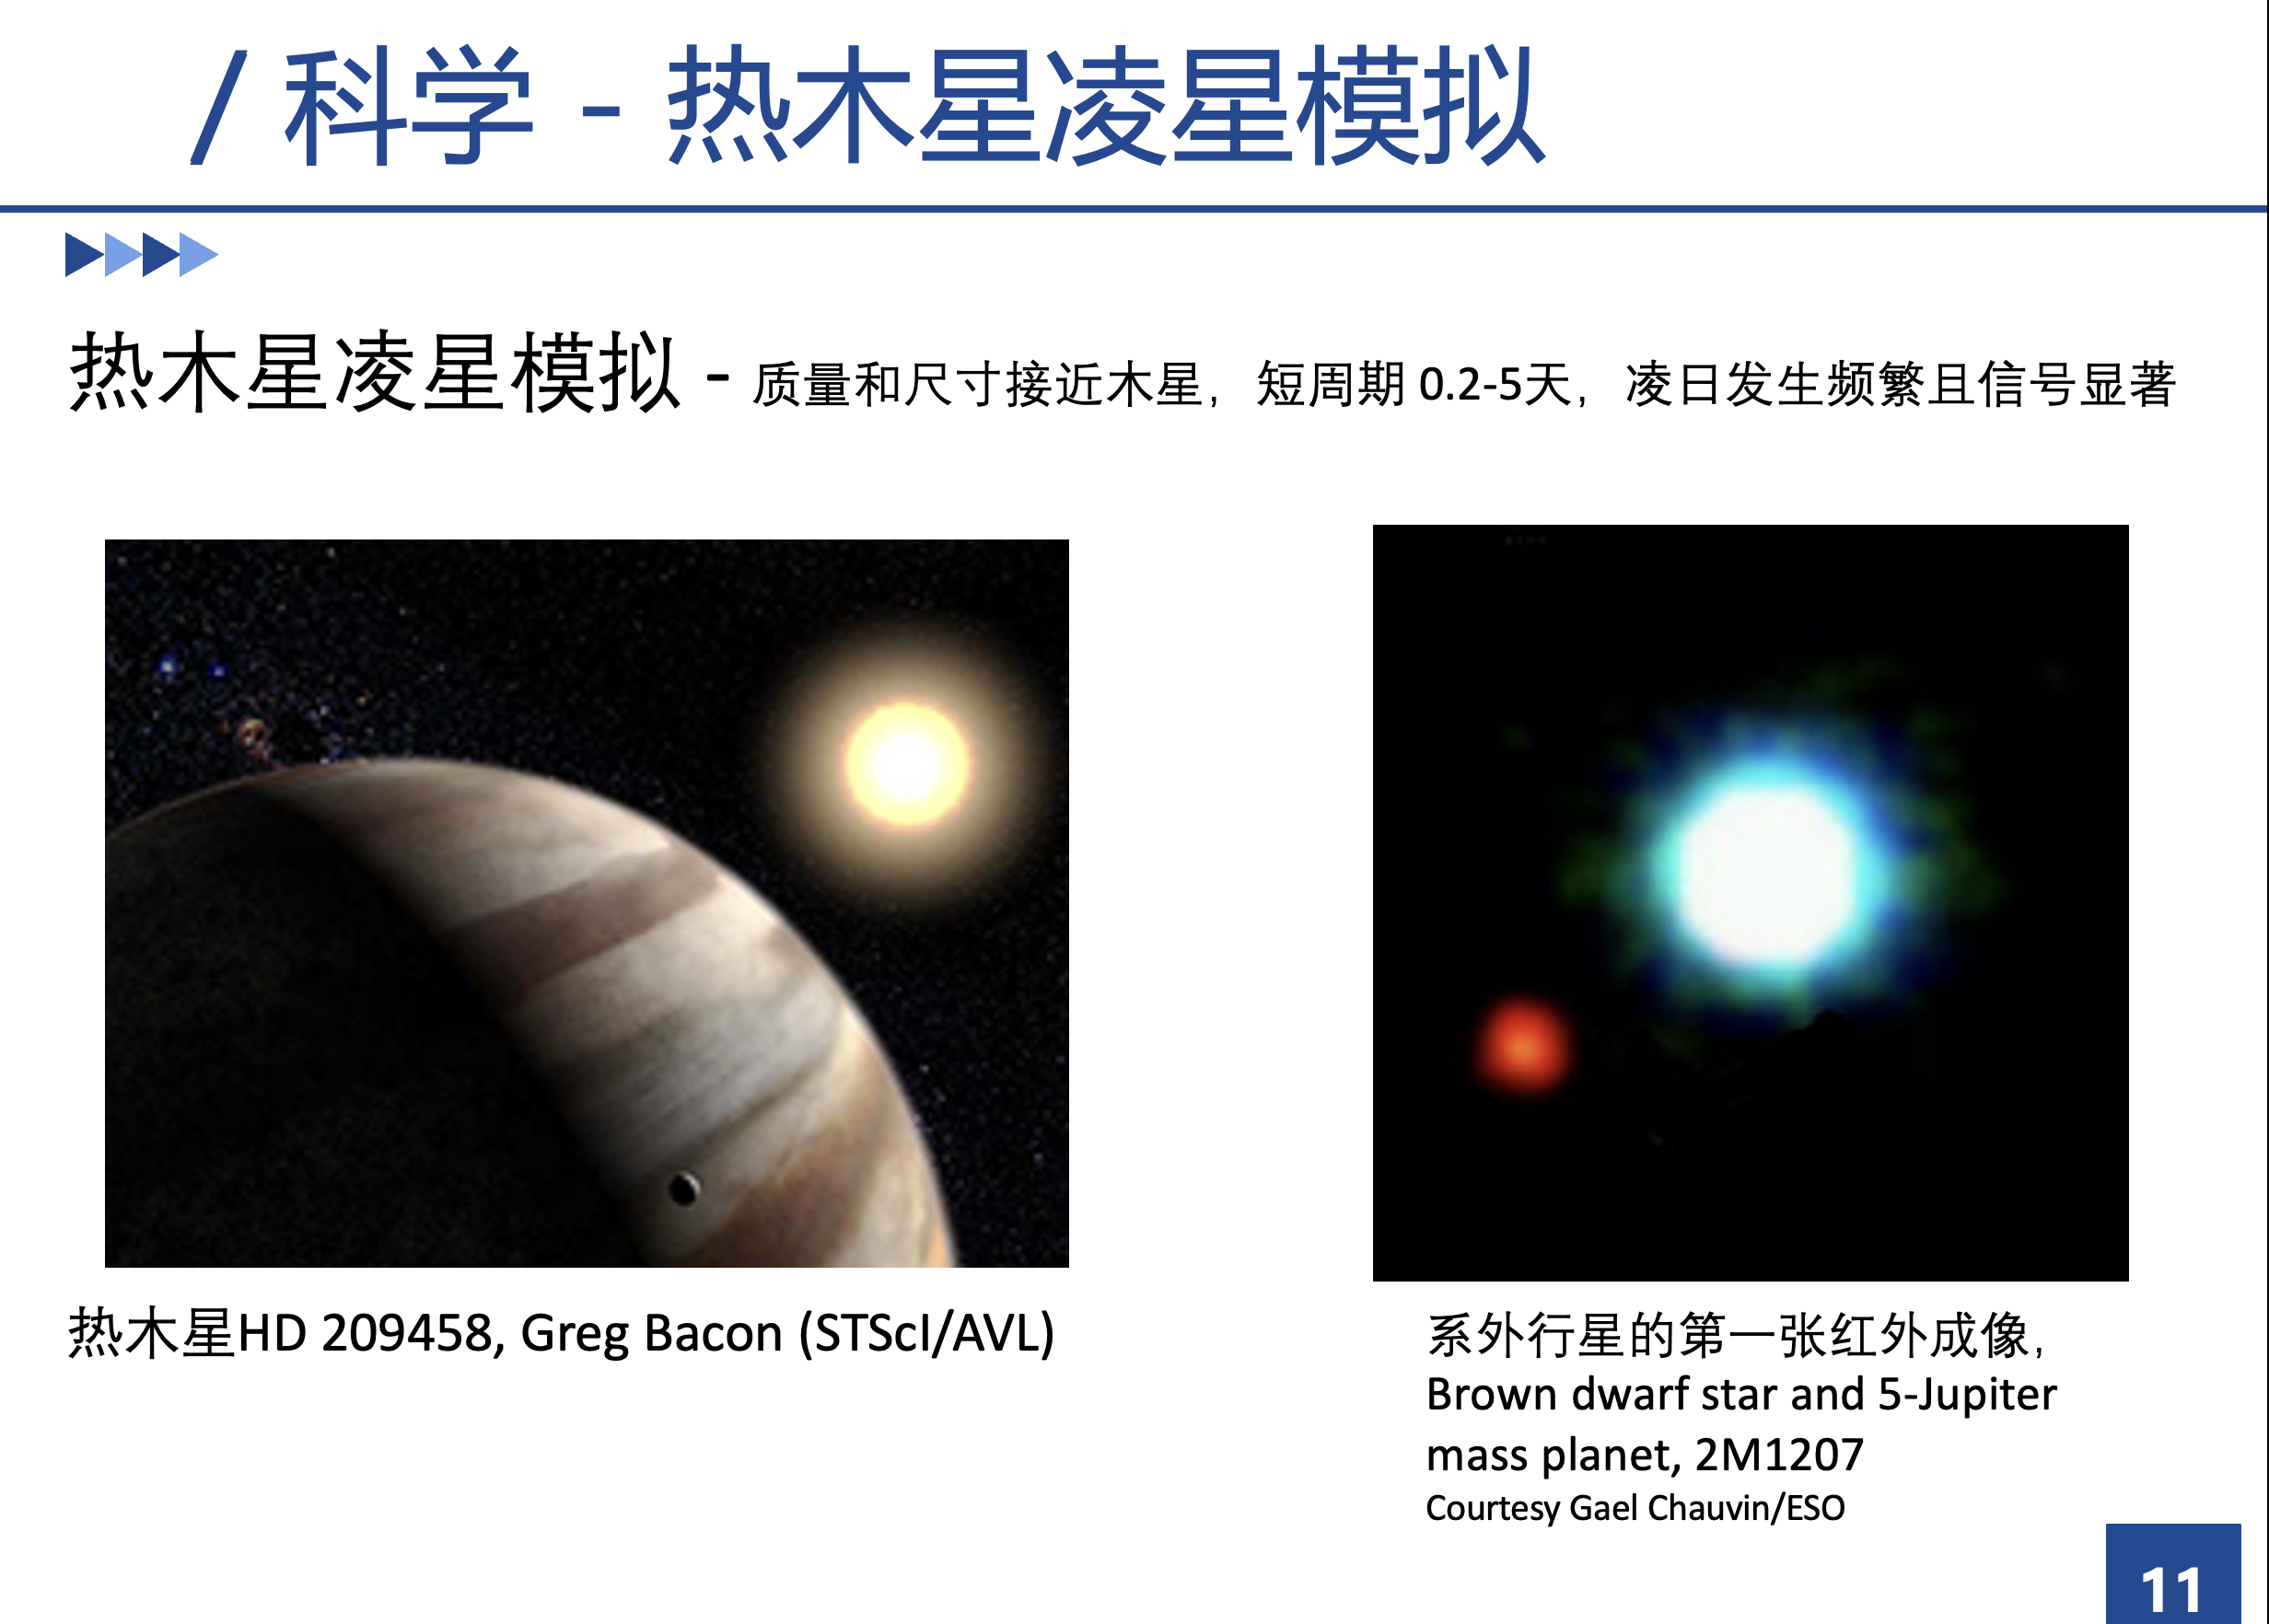 / 科学 - 热木星凌星模拟
热木星凌星模拟 - 质量和尺寸接近木星，短周期 0.2-5天，凌日发生频繁且信号显著
热木星HD 209458, Greg Bacon (STScI/AVL)
系外行星的第一张红外成像，
Brown dwarf star and 5-Jupiter
mass planet, 2M1207
Courtesy Gael Chauvin/ESO
11